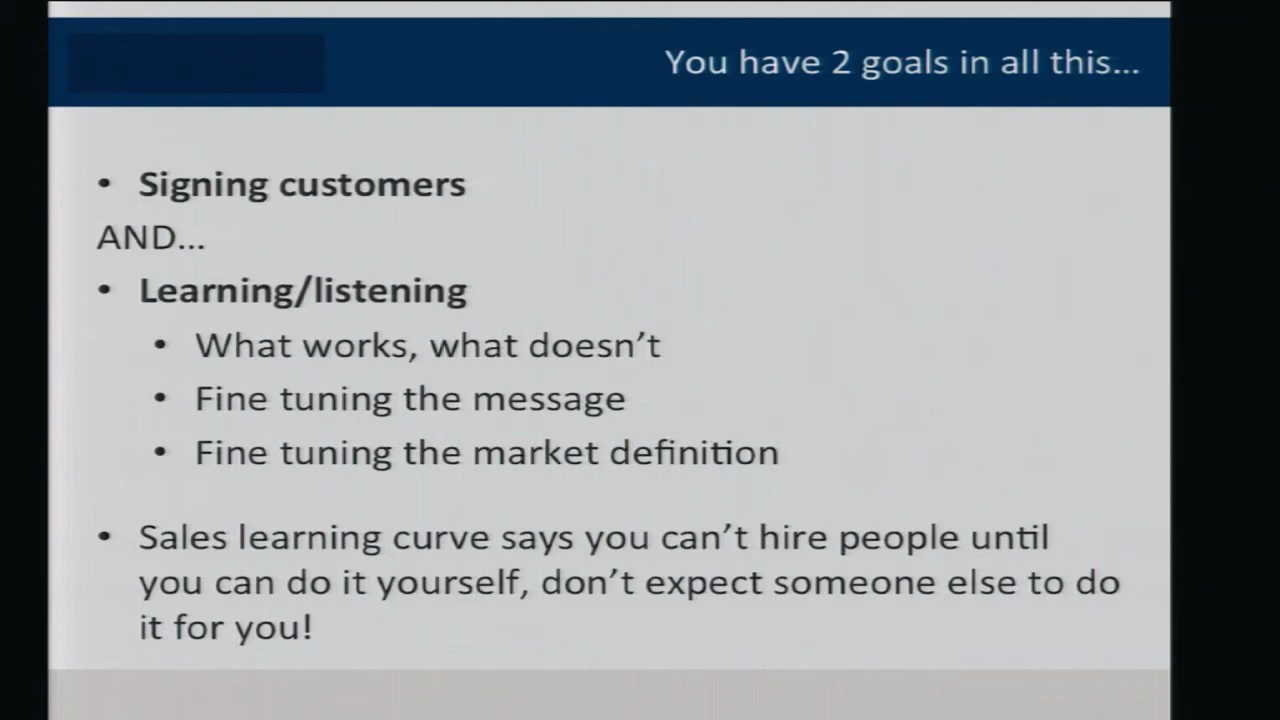 You have 2 goals in all this...
• Signing customers
AND...
• Learning/listening
• What works, what doesn't
• Fine tuning the message
• Fine tuning the market definition
• Sales learning curve says you can't hire people until
you can do it yourself, don't expect someone else to do
it for you!